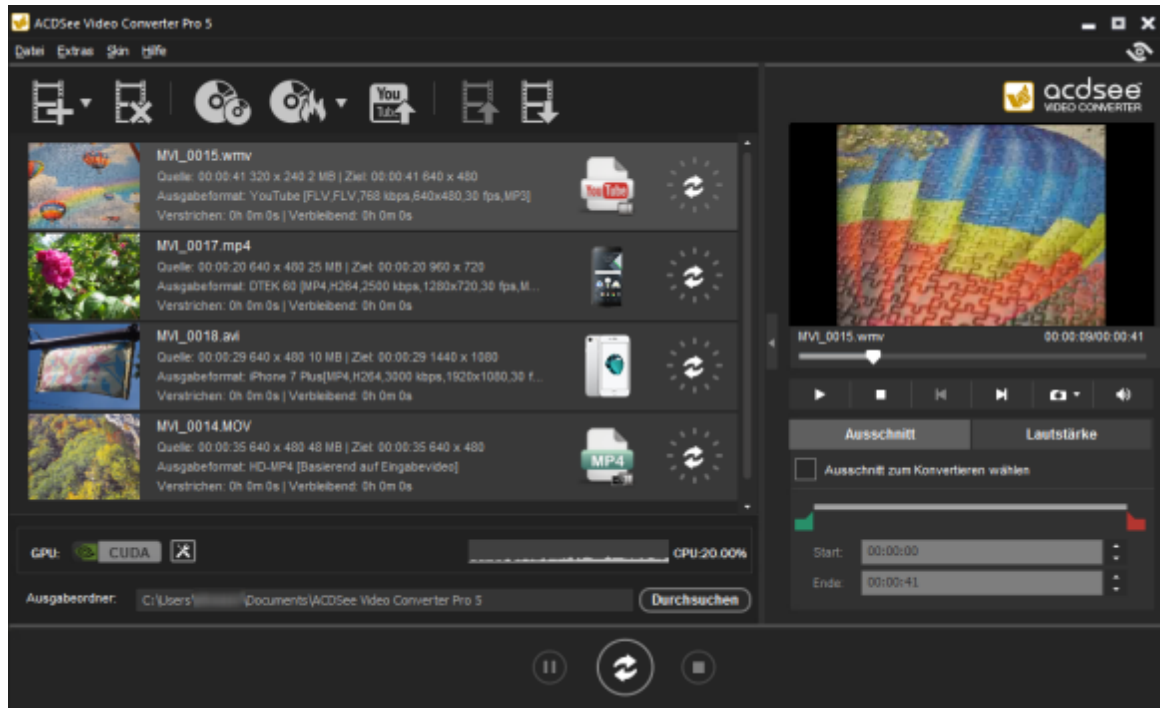 ACDSee Video Converter Pro 5
Datei Extras Skin Hilfe
You
Tube
acdsee
VIDEO CONVERTER
MVI_0015.wmv
Quelle: 00:00:41 320 x 240 2 MB | Ziel: 00:00:41 640 x 480
Ausgabeformat: YouTube [FLV,FLV,768 kbps,640x480,30 fps,MP3]
Verstrichen: 0h 0m 0s | Verbleibend: 0h 0m 0s
You Tube
MVI_0017.mp4
Quelle: 00:00:20 640 x 480 25 MB | Ziel: 00:00:20 960 x 720
Ausgabeformat: DTEK 60 [MP4,H264,2500 kbps,1280x720,30 fps,M...
Verstrichen: 0h 0m 0s | Verbleibend: 0h 0m 0s
MVI_0018.avi
Quelle: 00:00:29 640 x 480 10 MB | Ziel: 00:00:29 1440 x 1080
Ausgabeformat: iPhone 7 Plus[MP4,H264,3000 kbps,1920x1080,30 f...
Verstrichen: 0h 0m 0s | Verbleibend: 0h 0m 0s
MVI_0014.MOV
Quelle: 00:00:35 640 x 480 48 MB | Ziel: 00:00:35 640 x 480
Ausgabeformat: HD-MP4 [Basierend auf Eingabevideo]
Verstrichen: 0h 0m 0s | Verbleibend: 0h 0m 0s
MP4
MVI_0015.wmv 00:00:09/00:00:41
Ausschnitt Lautstärke
Ausschnitt zum Konvertieren wählen
Start: 00:00:00
Ende: 00:00:41
GPU: CUDA CPU:20.00%
Ausgabeordner: C:\Users\ \Documents\ACDSee Video Converter Pro 5 Durchsuchen